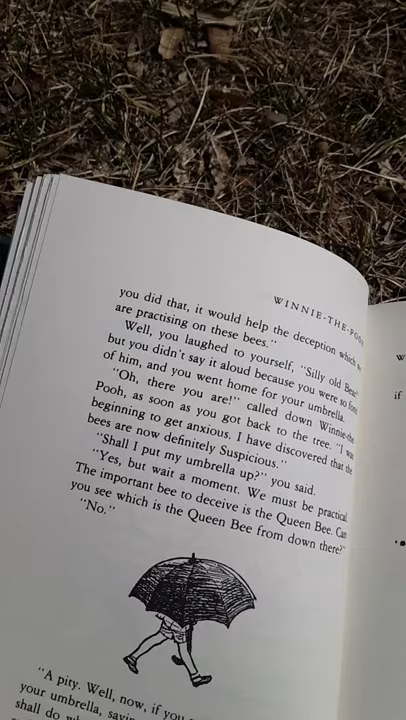 WINNIE-THE-POOH
you did that, it would help the deception which we
are practising on these bees."
Well, you laughed to yourself, "Silly old Bear!"
but you didn't say it aloud because you were so fond
of him, and you went home for your umbrella.
"Oh, there you are!" called down Winnie-the-
Pooh, as soon as you got back to the tree. "I was
beginning to get anxious. I have discovered that the
bees are now definitely Suspicious."
"Shall I put my umbrella up?" you said.
"Yes, but wait a moment. We must be practical.
The important bee to deceive is the Queen Bee. Can
you see which is the Queen Bee from down there?"
"No."
"A pity. Well, now, if you
your umbrella,
shall do
w
if